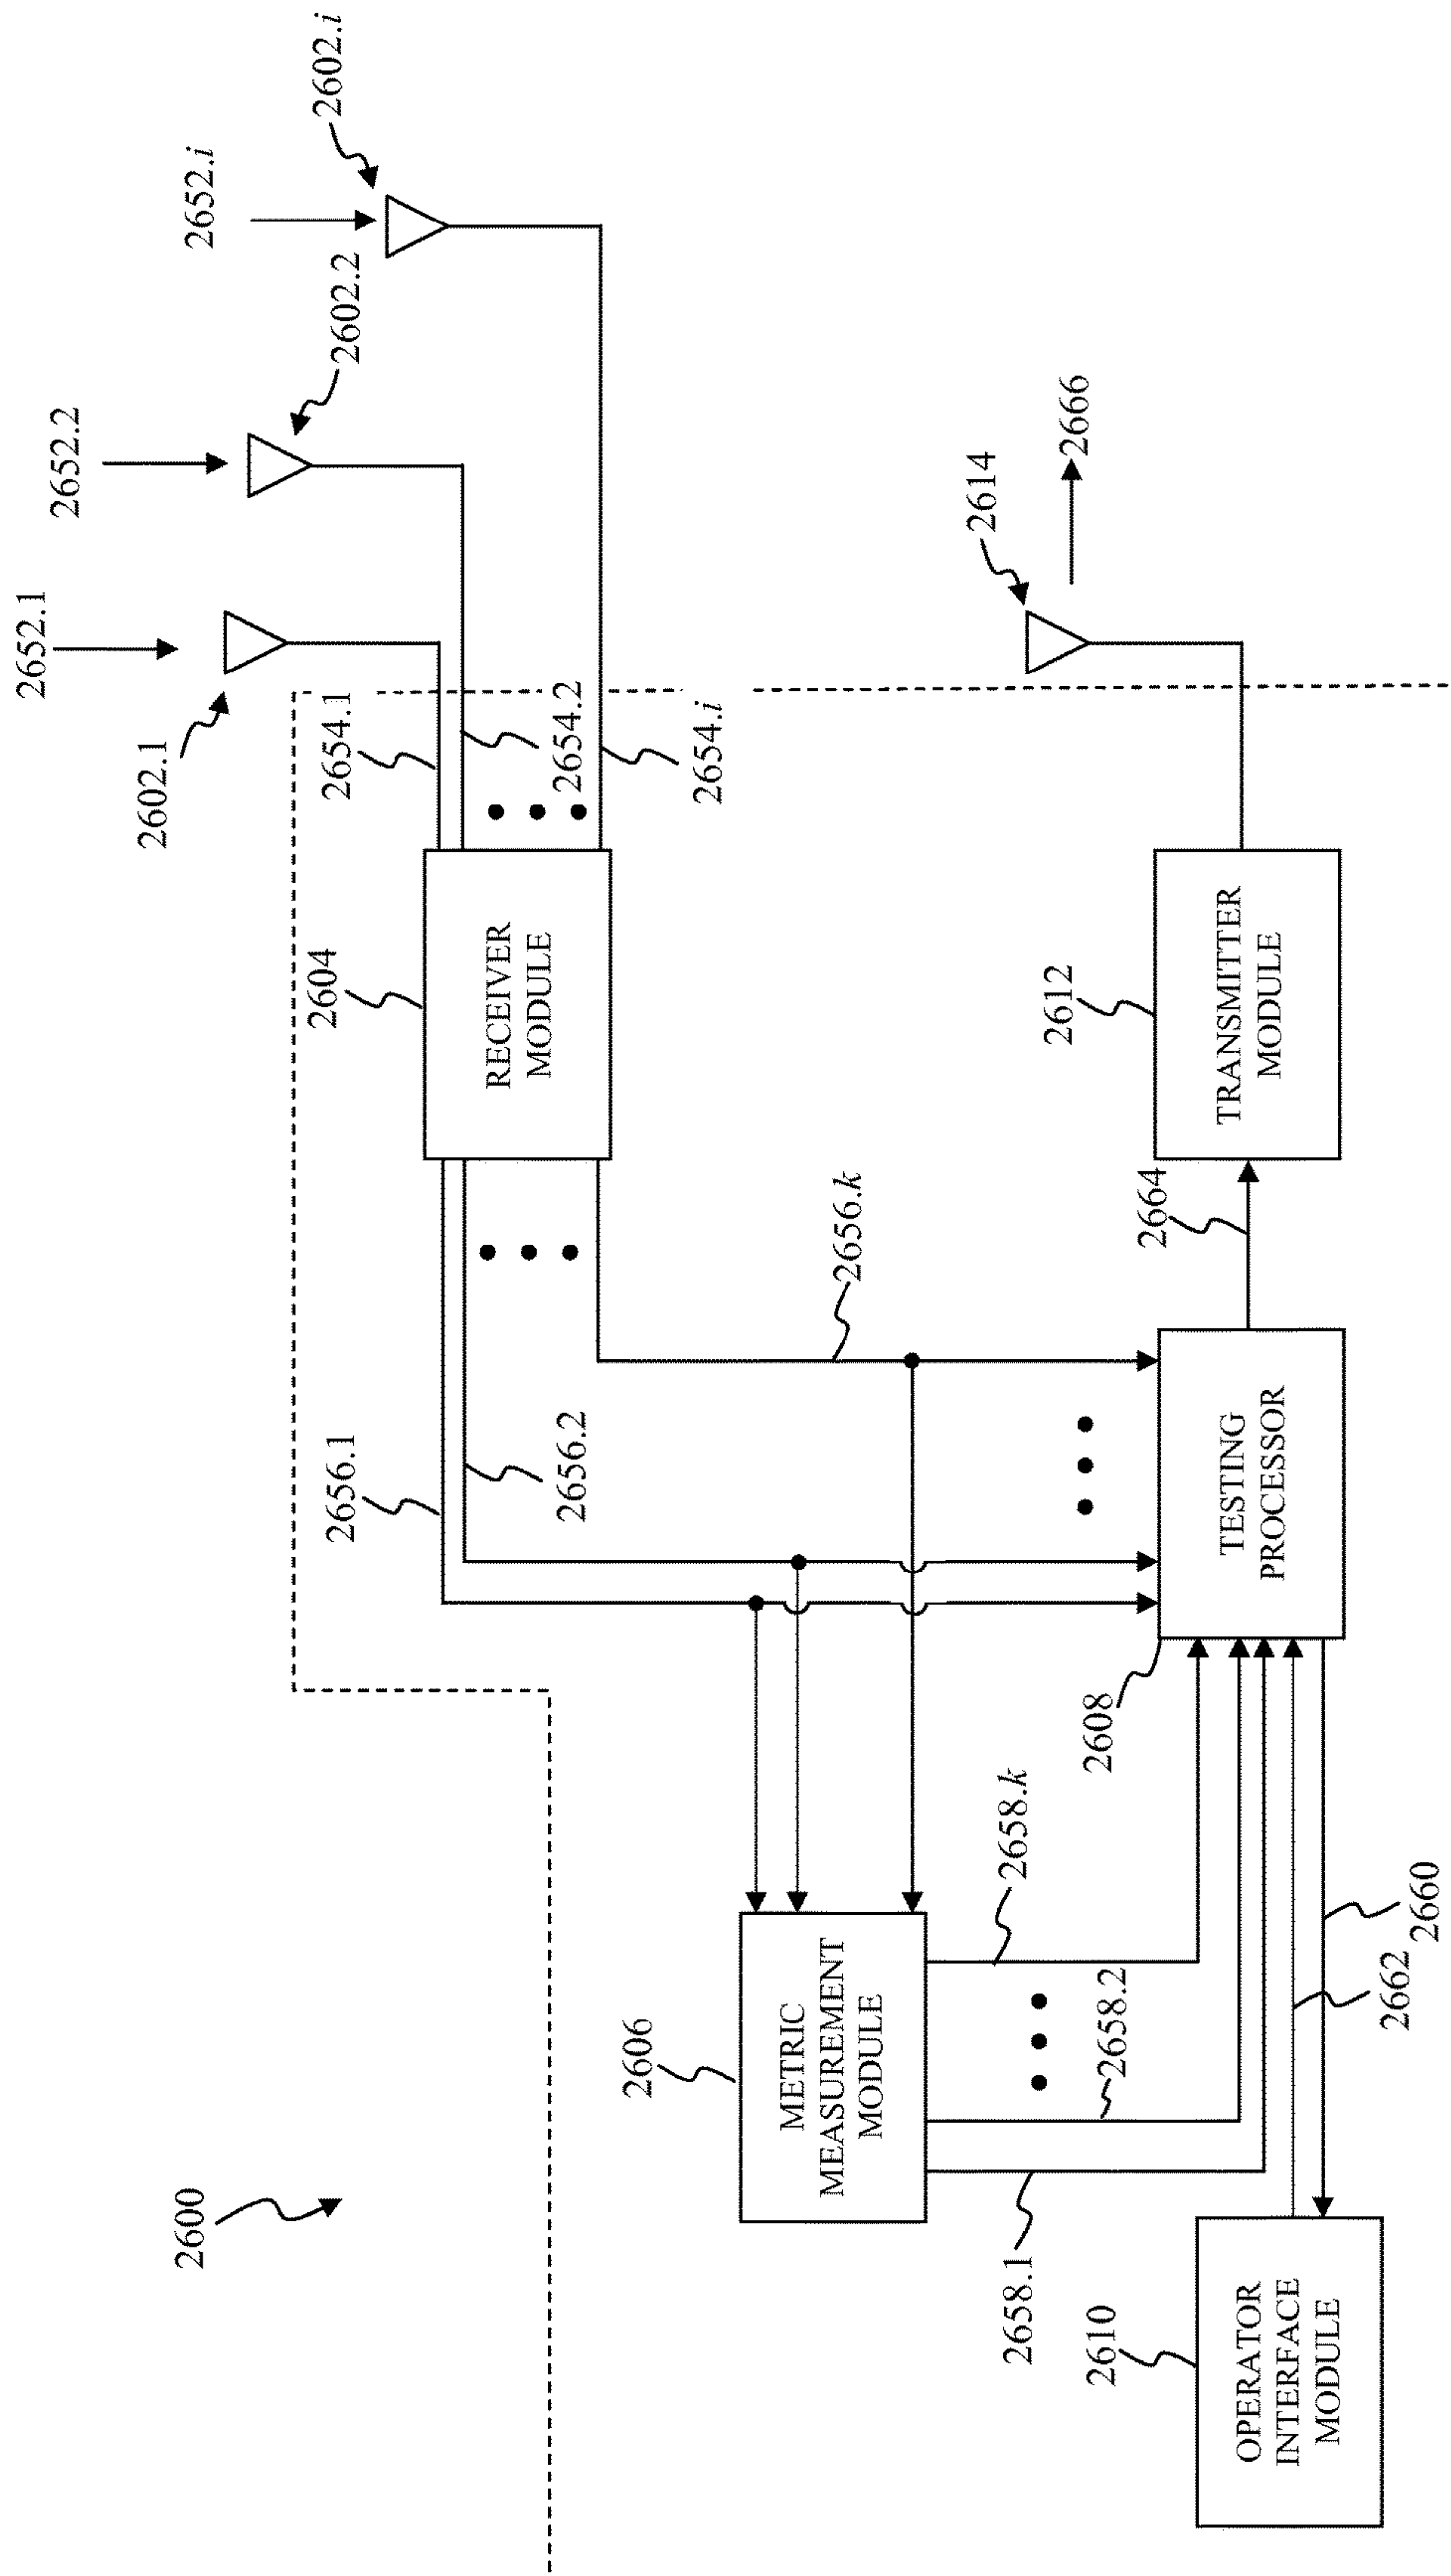 2600
2652.1
2652.2
2652.i
2602.1
2602.2
2602.i
2654.1
2654.2
2654.i
2604
RECEIVER
MODULE
2656.1
2656.2
2656.k
2606
METRIC
MEASUREMENT
MODULE
2658.1
2658.2
2658.k
2608
TESTING
PROCESSOR
2610
OPERATOR
INTERFACE
MODULE
2662
2660
2664
2612
TRANSMITTER
MODULE
2614
2666